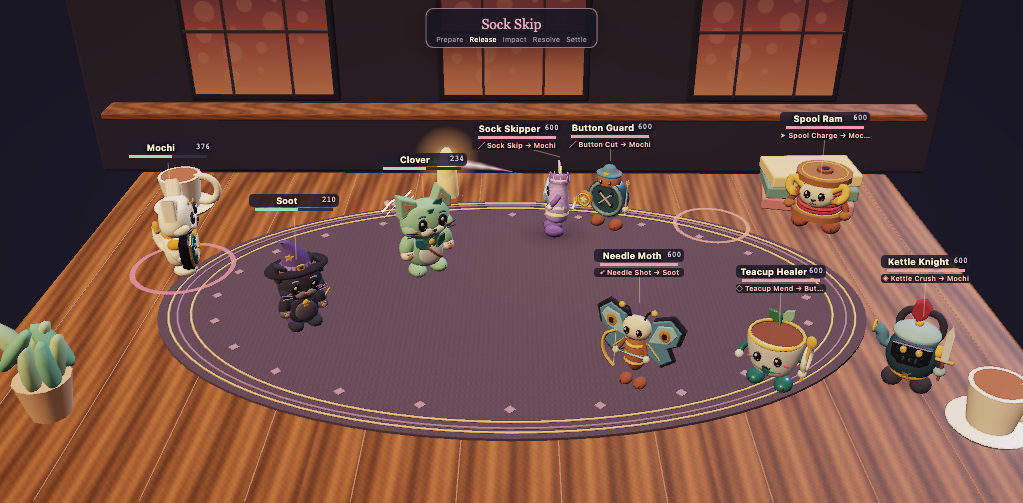 Sock Skip
Prepare Release Impact Resolve Settle
Spool Ram 600
➤ Spool Charge → Moc...
Sock Skipper 600
⟋ Sock Skip → Mochi
Button Guard 600
⟋ Button Cut → Mochi
Mochi 376
Clover 234
Soot 210
Needle Moth 600
✔ Needle Shot → Soot
Teacup Healer 600
◇ Teacup Mend → But...
Kettle Knight 600
◈ Kettle Crush → Mochi